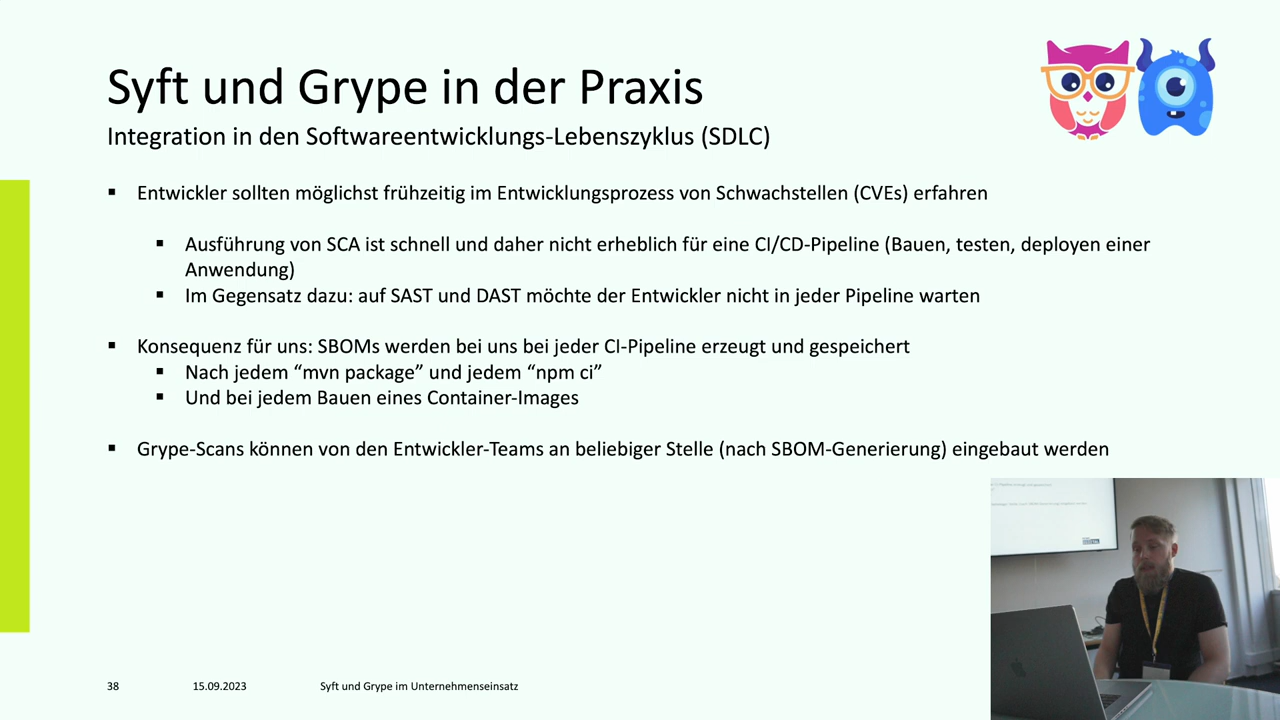 Syft und Grype in der Praxis
Integration in den Softwareentwicklungs-Lebenszyklus (SDLC)
▪ Entwickler sollten möglichst frühzeitig im Entwicklungsprozess von Schwachstellen (CVEs) erfahren
▪ Ausführung von SCA ist schnell und daher nicht erheblich für eine CI/CD-Pipeline (Bauen, testen, deployen einer
Anwendung)
▪ Im Gegensatz dazu: auf SAST und DAST möchte der Entwickler nicht in jeder Pipeline warten
▪ Konsequenz für uns: SBOMs werden bei uns bei jeder CI-Pipeline erzeugt und gespeichert
▪ Nach jedem “mvn package” und jedem “npm ci”
▪ Und bei jedem Bauen eines Container-Images
▪ Grype-Scans können von den Entwickler-Teams an beliebiger Stelle (nach SBOM-Generierung) eingebaut werden
38 15.09.2023 Syft und Grype im Unternehmenseinsatz